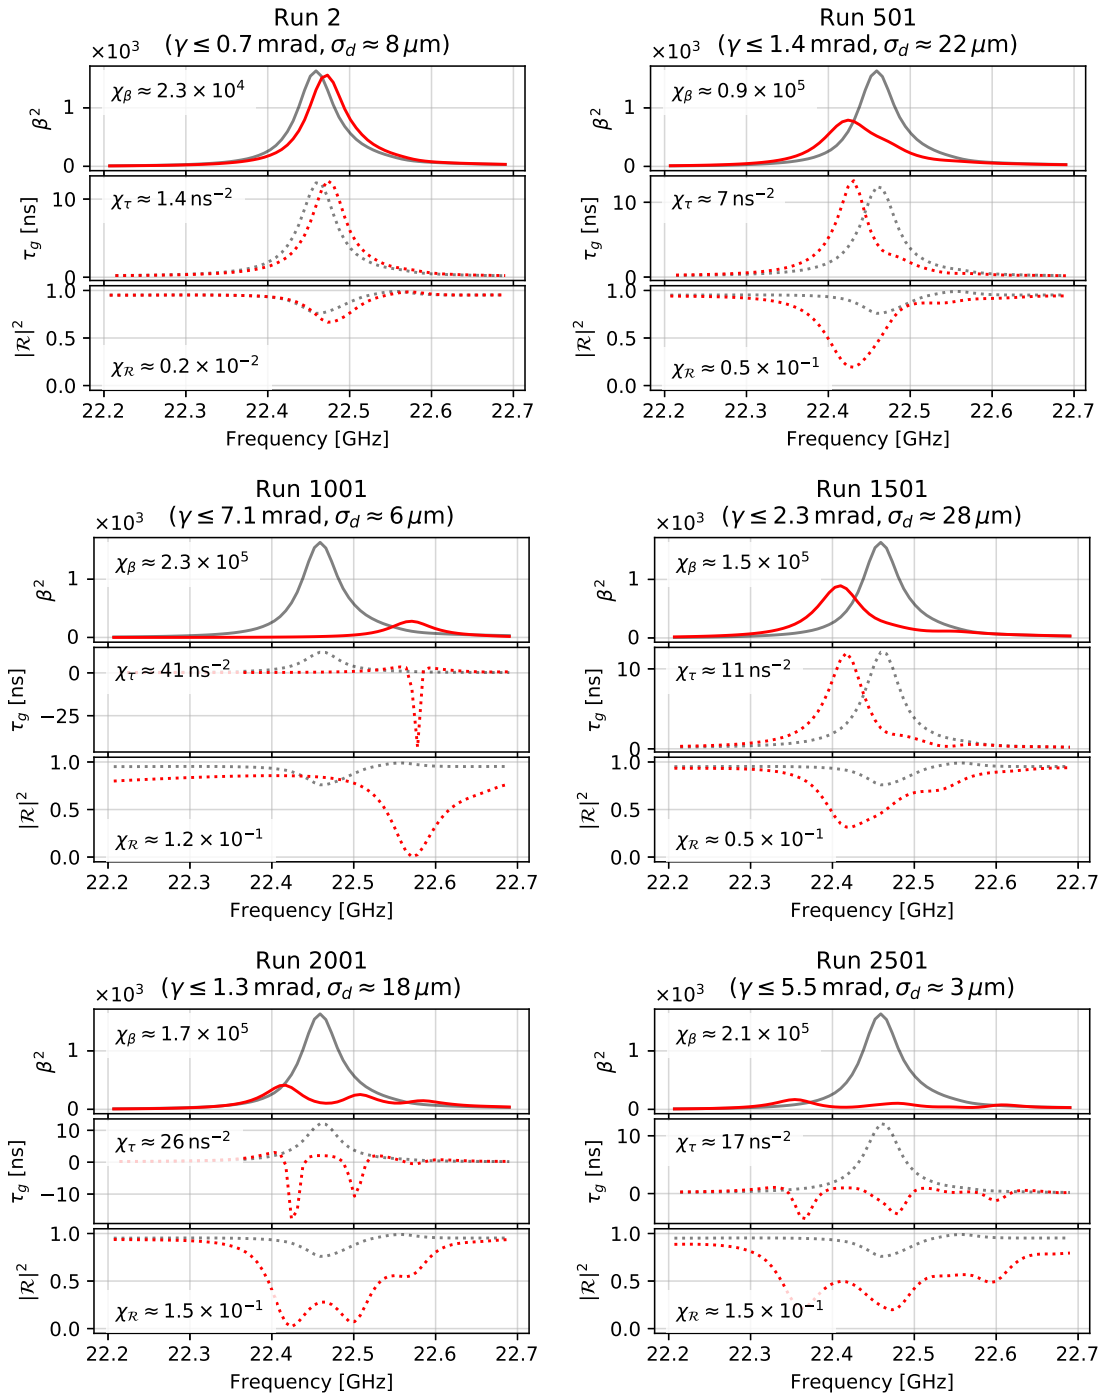 Run 2
(γ ≤ 0.7 mrad, σ_d ≈ 8 μm)
×10³
χ_β ≈ 2.3 × 10⁴
β²
1
0
χ_τ ≈ 1.4 ns⁻²
τ_g [ns]
10
0
χ_ℛ ≈ 0.2 × 10⁻²
|ℛ|²
1.0
0.5
0.0
22.2 22.3 22.4 22.5 22.6 22.7
Frequency [GHz]
Run 501
(γ ≤ 1.4 mrad, σ_d ≈ 22 μm)
×10³
χ_β ≈ 0.9 × 10⁵
β²
1
0
χ_τ ≈ 7 ns⁻²
τ_g [ns]
10
0
χ_ℛ ≈ 0.5 × 10⁻¹
|ℛ|²
1.0
0.5
0.0
22.2 22.3 22.4 22.5 22.6 22.7
Frequency [GHz]
Run 1001
(γ ≤ 7.1 mrad, σ_d ≈ 6 μm)
×10³
χ_β ≈ 2.3 × 10⁵
β²
1
0
χ_τ ≈ 41 ns⁻²
τ_g [ns]
0
−25
χ_ℛ ≈ 1.2 × 10⁻¹
|ℛ|²
1.0
0.5
0.0
22.2 22.3 22.4 22.5 22.6 22.7
Frequency [GHz]
Run 1501
(γ ≤ 2.3 mrad, σ_d ≈ 28 μm)
×10³
χ_β ≈ 1.5 × 10⁵
β²
1
0
χ_τ ≈ 11 ns⁻²
τ_g [ns]
10
0
χ_ℛ ≈ 0.5 × 10⁻¹
|ℛ|²
1.0
0.5
0.0
22.2 22.3 22.4 22.5 22.6 22.7
Frequency [GHz]
Run 2001
(γ ≤ 1.3 mrad, σ_d ≈ 18 μm)
×10³
χ_β ≈ 1.7 × 10⁵
β²
1
0
χ_τ ≈ 26 ns⁻²
τ_g [ns]
10
0
−10
χ_ℛ ≈ 1.5 × 10⁻¹
|ℛ|²
1.0
0.5
0.0
22.2 22.3 22.4 22.5 22.6 22.7
Frequency [GHz]
Run 2501
(γ ≤ 5.5 mrad, σ_d ≈ 3 μm)
×10³
χ_β ≈ 2.1 × 10⁵
β²
1
0
χ_τ ≈ 17 ns⁻²
τ_g [ns]
10
0
χ_ℛ ≈ 1.5 × 10⁻¹
|ℛ|²
1.0
0.5
0.0
22.2 22.3 22.4 22.5 22.6 22.7
Frequency [GHz]